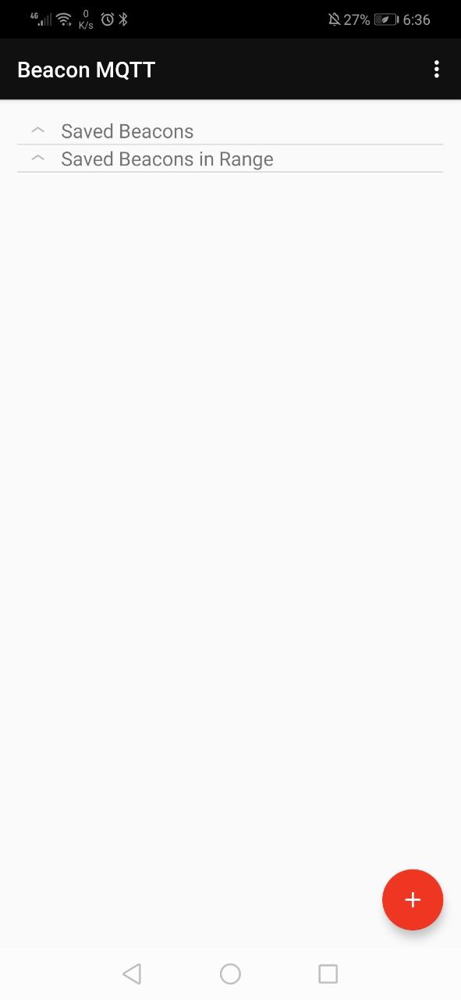 4G 0 K/s 27% 6:36
Beacon MQTT
Saved Beacons
Saved Beacons in Range